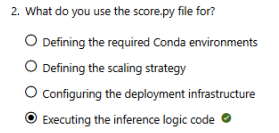 2. What do you use the score.py file for?
Defining the required Conda environments
Defining the scaling strategy
Configuring the deployment infrastructure
Executing the inference logic code